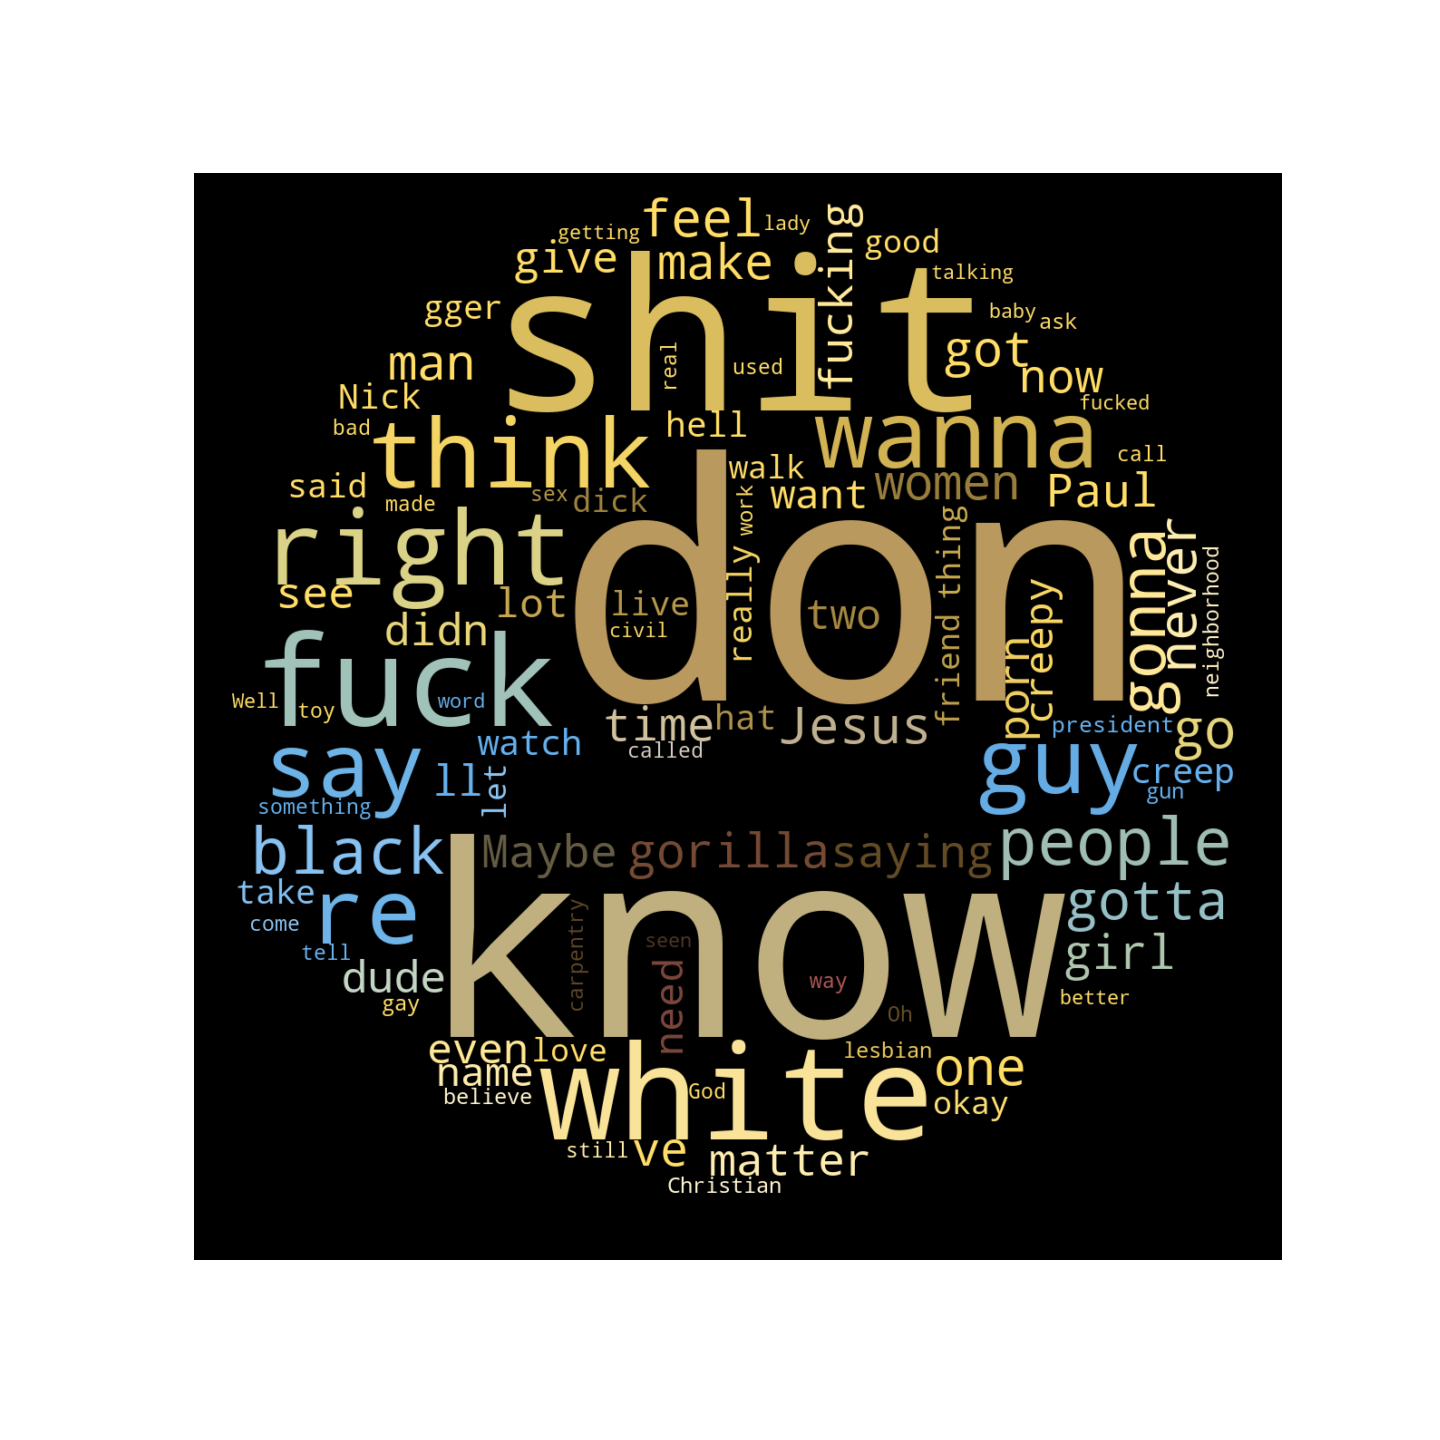 feel
lady
getting
fucking
good
give
make
shit
talking
gger
baby
ask
man
real
used
got
now
Nick
fucked
bad
think
hell
wanna
call
walk
said
made
sex
dick
want
women
Paul
work
right
don
friend thing
gonna
never
neighborhood
see
lot
live
really
two
creepy
didn
civil
porn
fuck
Well
toy
word
time
hat
Jesus
president
go
called
watch
say
ll
let
guy
creep
gun
something
black
Maybe
gorilla
saying
people
take
re
know
gotta
come
carpentry
seen
tell
need
way
girl
dude
gay
Oh
better
even
love
white
lesbian
one
name
God
believe
okay
still
ve
matter
Christian